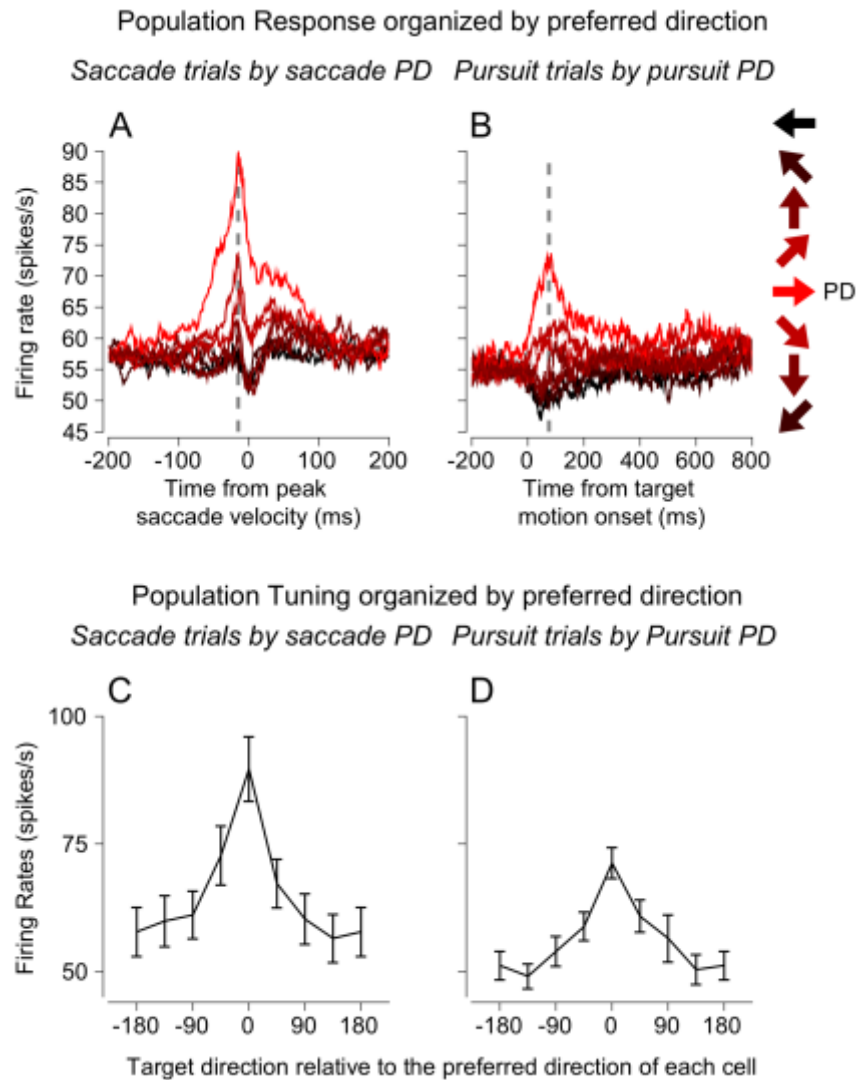 Population Response organized by preferred direction
Saccade trials by saccade PD Pursuit trials by pursuit PD
A B
90
85
80
75
70
65
60
55
50
45
Firing rate (spikes/s)
PD
-200 -100 0 100 200
-200 0 200 400 600 800
Time from peak
saccade velocity (ms)
Time from target
motion onset (ms)
Population Tuning organized by preferred direction
Saccade trials by saccade PD Pursuit trials by Pursuit PD
C D
100
75
50
Firing Rates (spikes/s)
-180 -90 0 90 180
-180 -90 0 90 180
Target direction relative to the preferred direction of each cell